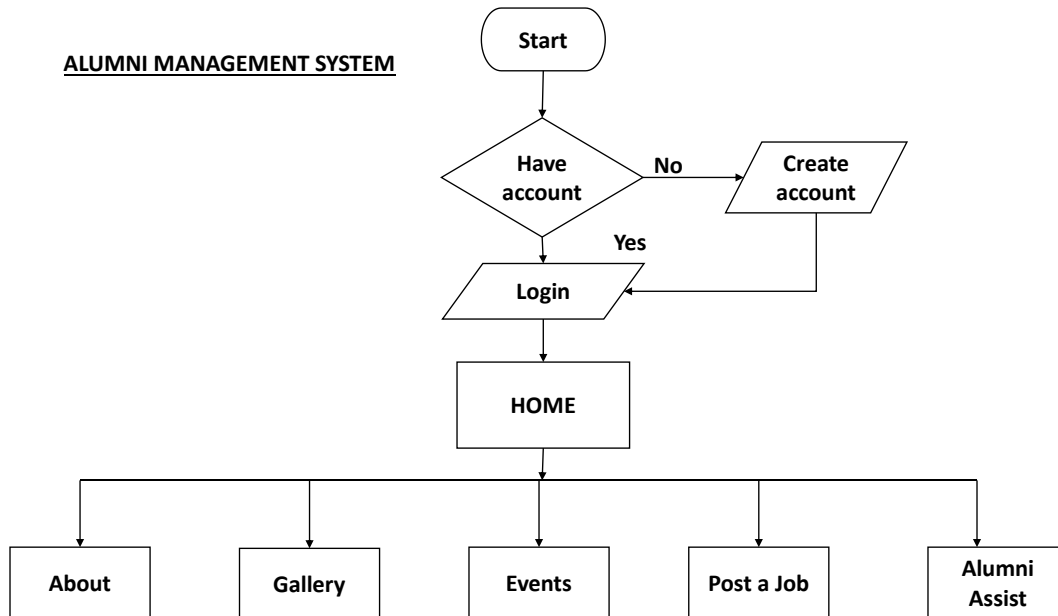 Start
ALUMNI MANAGEMENT SYSTEM
Have
account
No
Create
account
Yes
Login
HOME
About
Gallery
Events
Post a Job
Alumni
Assist